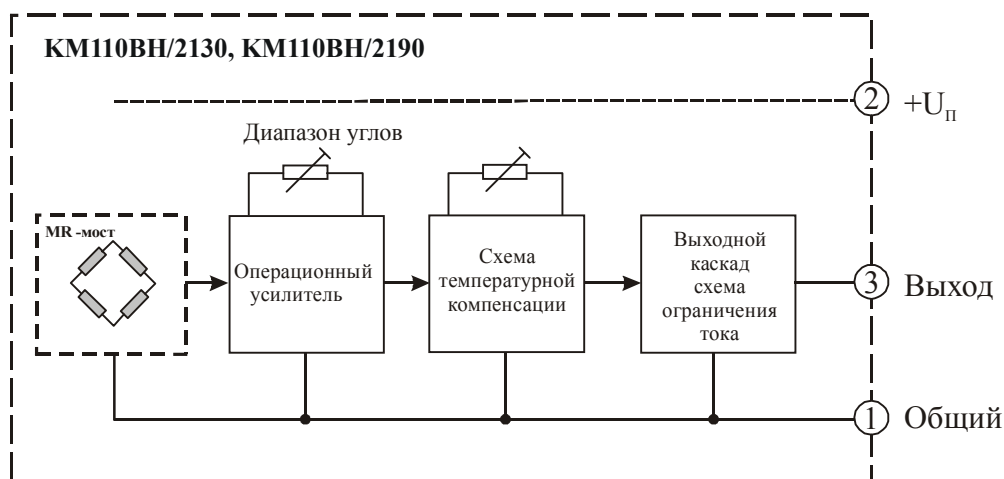 KM110BH/2130, KM110BH/2190
2 +Uп
Диапазон углов
MR-мост
Операционный
усилитель
Схема
температурной
компенсации
Выходной
каскад
схема
ограничения
тока
3 Выход
1 Общий